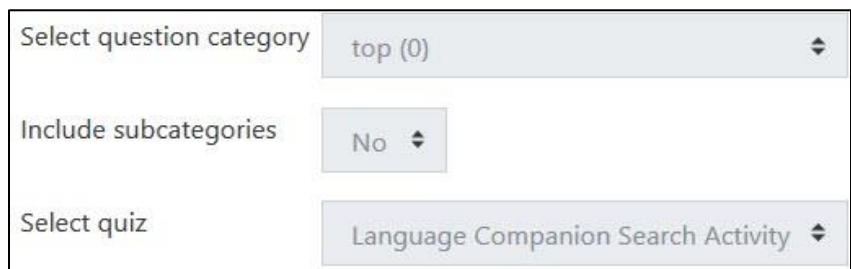 Select question category top (0)
Include subcategories No
Select quiz Language Companion Search Activity